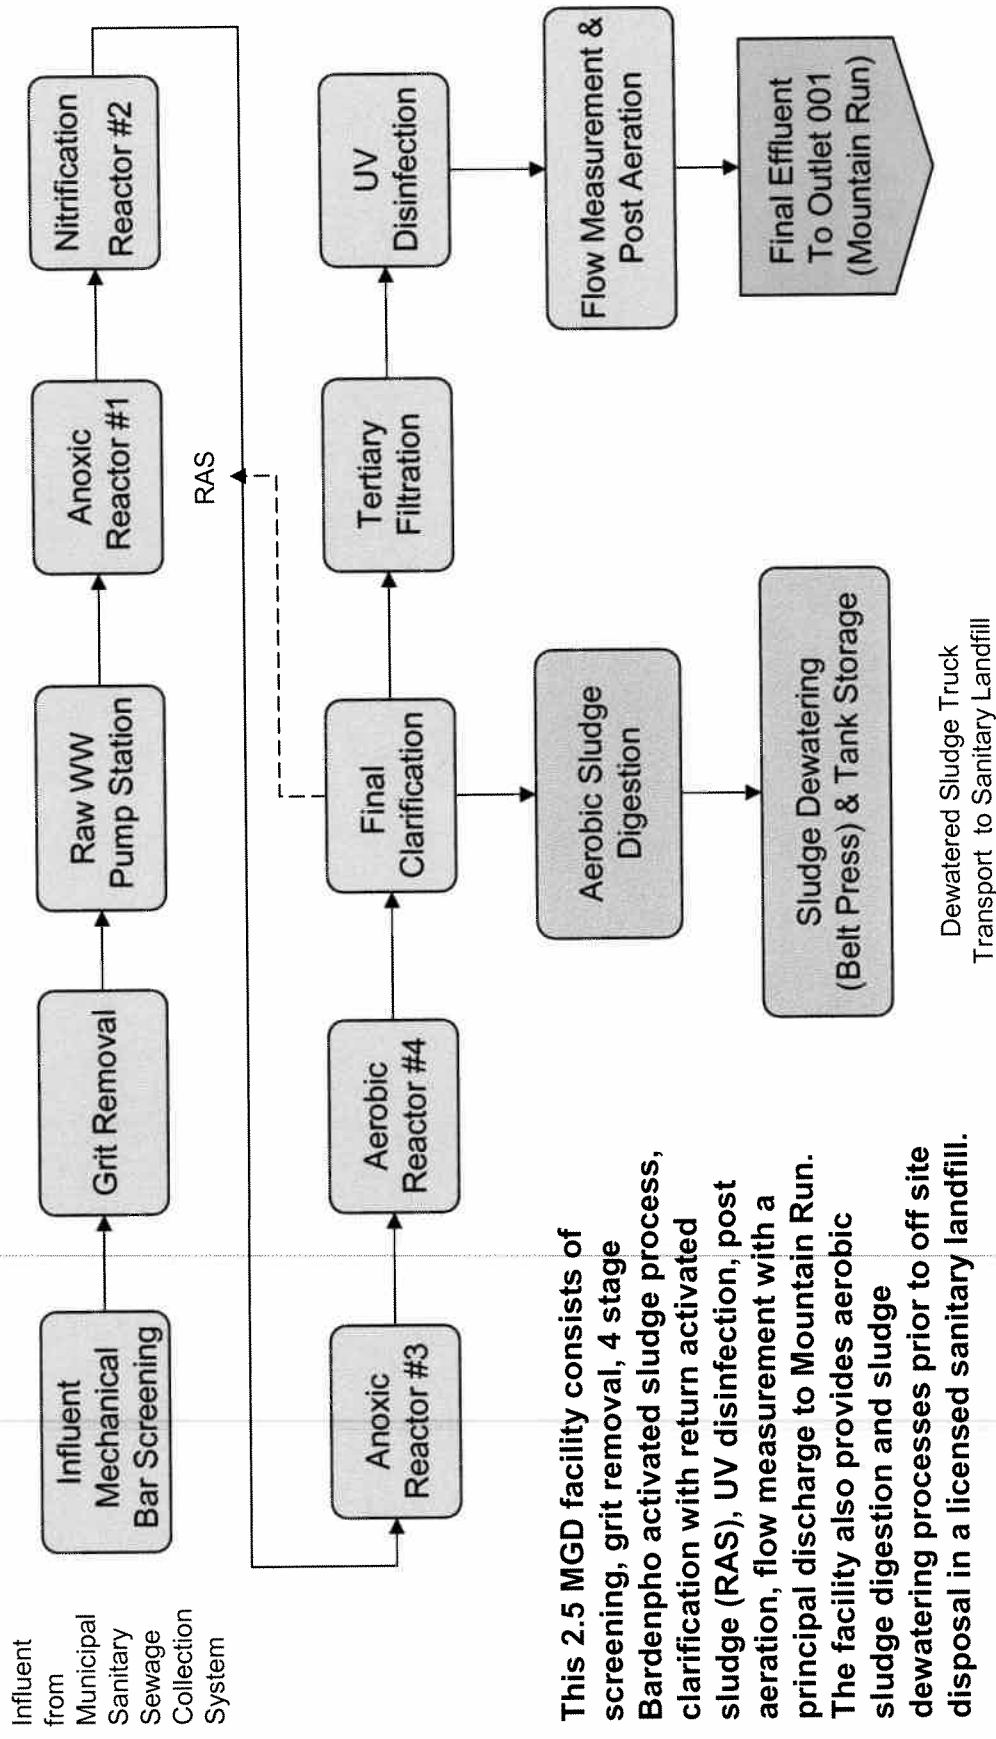 Influent
from
Municipal
Sanitary
Sewage
Collection
System
Influent
Mechanical
Bar Screening
Grit Removal
Raw WW
Pump Station
Anoxic
Reactor #1
Nitrification
Reactor #2
RAS
Anoxic
Reactor #3
Aerobic
Reactor #4
Final
Clarification
Tertiary
Filtration
UV
Disinfection
Aerobic Sludge
Digestion
Flow Measurement &
Post Aeration
Sludge Dewatering
(Belt Press) & Tank Storage
Final Effluent
To Outlet 001
(Mountain Run)
Dewatered Sludge Truck
Transport to Sanitary Landfill
This 2.5 MGD facility consists of
screening, grit removal, 4 stage
Bardenpho activated sludge process,
clarification with return activated
sludge (RAS), UV disinfection, post
aeration, flow measurement with a
principal discharge to Mountain Run.
The facility also provides aerobic
sludge digestion and sludge
dewatering processes prior to off site
disposal in a licensed sanitary landfill.